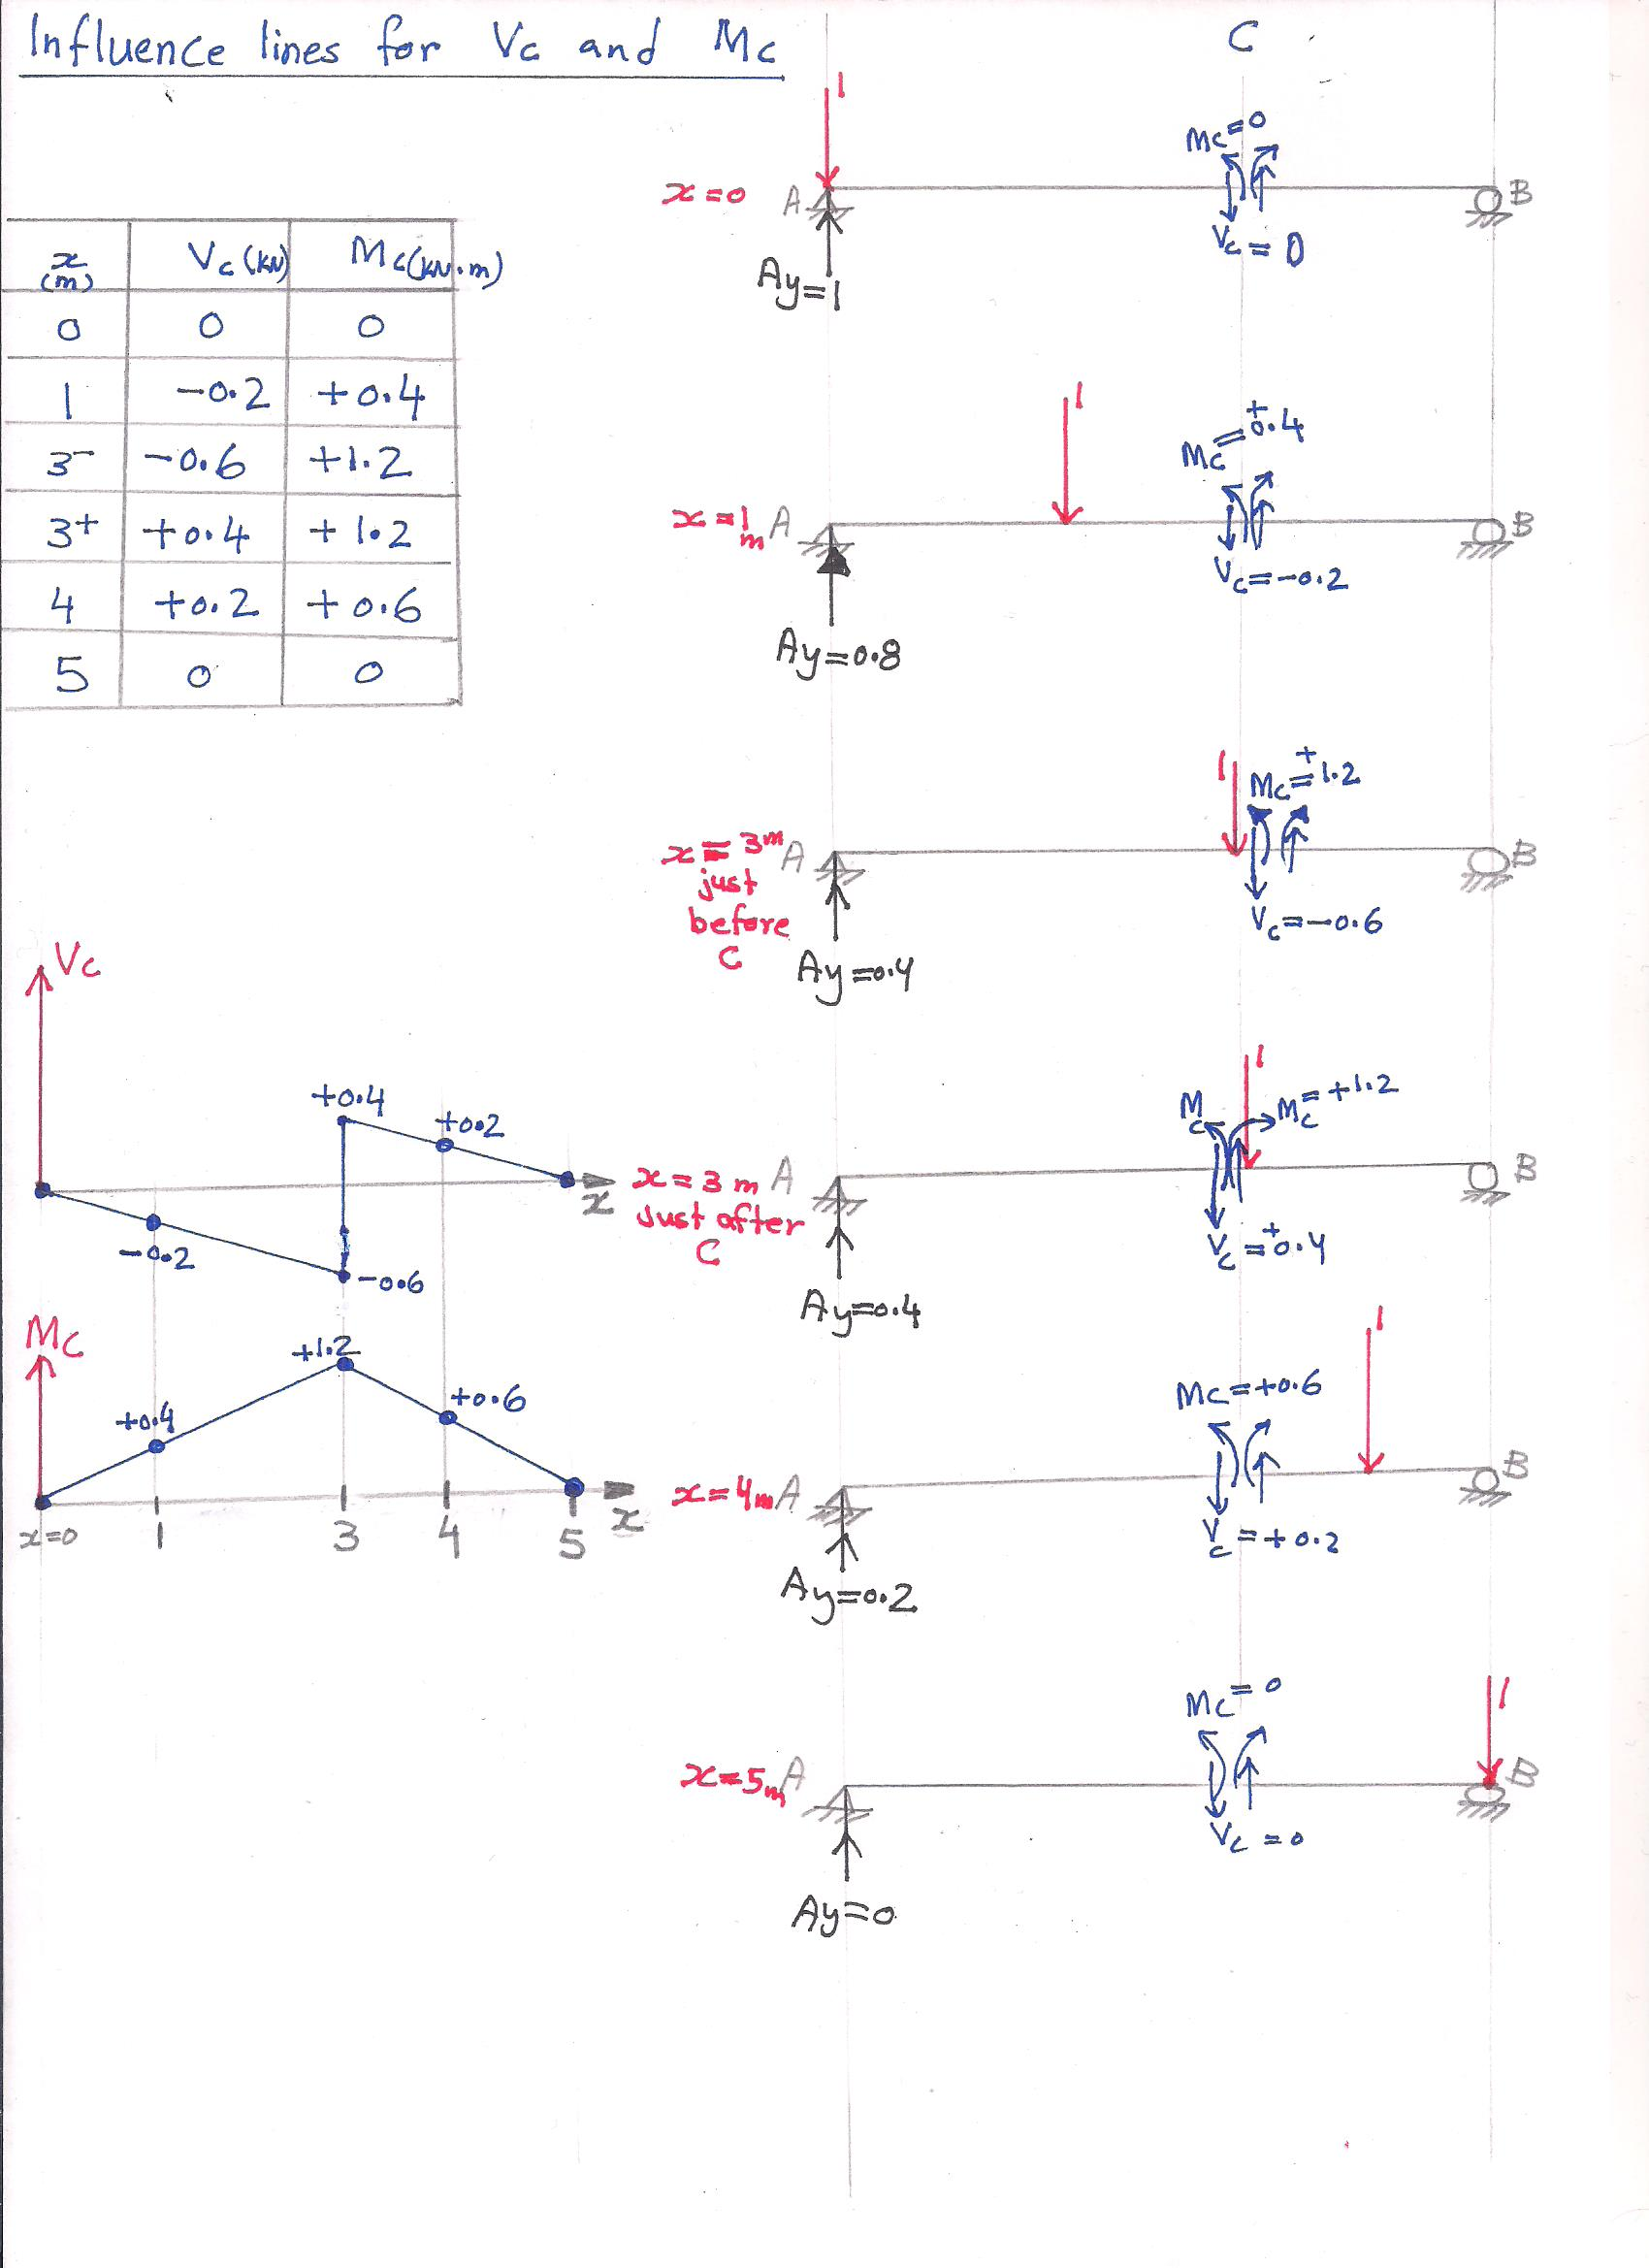 Influence lines for Vc and Mc
x (m) Vc (kN) Mc (kN.m)
0 0 0
1 -0.2 +0.4
3- -0.6 +1.2
3+ +0.4 +1.2
4 +0.2 +0.6
5 0 0
Vc
+0.4
+0.2
x
-0.2
-0.6
Mc
+1.2
+0.6
+0.4
x=0 1 3 4 5 x
C
1
Mc=0
x=0 A B
Vc=0
Ay=1
1
Mc=+0.4
x=1m A B
Vc=-0.2
Ay=0.8
1
Mc=+1.2
x=3m A B
just
before
C
Vc=-0.6
Ay=0.4
1
Mc Mc=+1.2
x=3m A B
Just after
C
Vc=+0.4
Ay=0.4
1
Mc=+0.6
x=4m A B
Vc=+0.2
Ay=0.2
Mc=0
1
x=5m A B
Vc=0
Ay=0